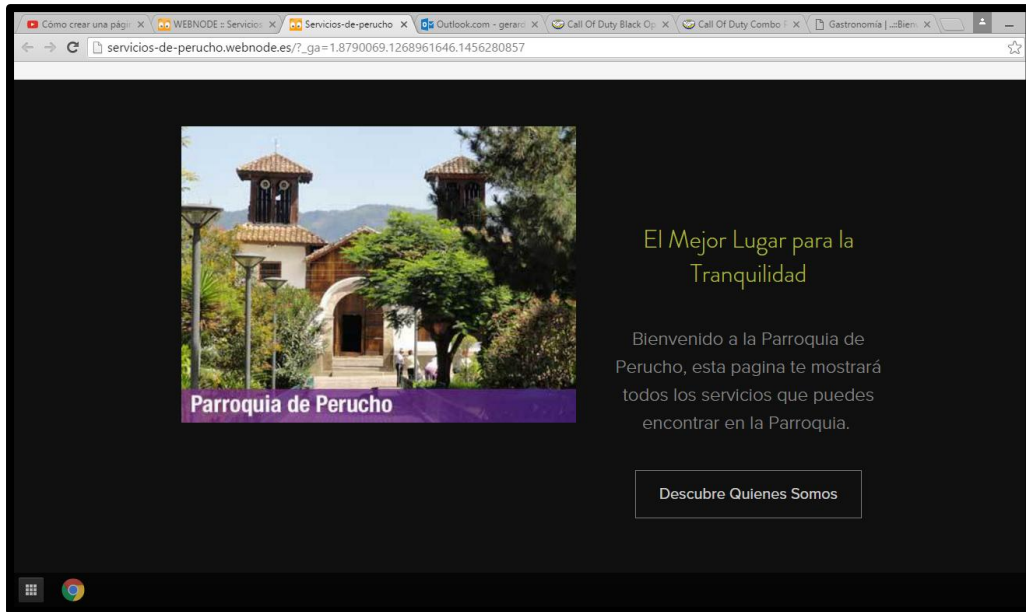 Cómo crear una págin
WEBNODE :: Servicios
Servicios-de-perucho
Outlook.com - gerard
Call Of Duty Black Op
Call Of Duty Combo
Gastronomía | ..::Bien
servicios-de-perucho.webnode.es/?_ga=1.8790069.1268961646.1456280857
El Mejor Lugar para la
Tranquilidad
Bienvenido a la Parroquia de
Perucho, esta pagina te mostrará
todos los servicios que puedes
encontrar en la Parroquia.
Parroquia de Perucho
Descubre Quienes Somos